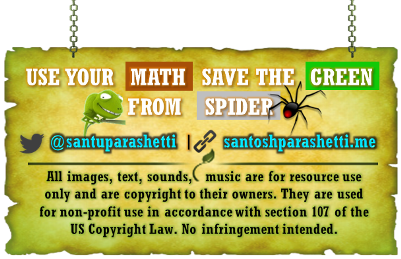 USE YOUR MATH SAVE THE GREEN
FROM SPIDER
@santuparashetti | santoshparashetti.me
All images, text, sounds, music are for resource use
only and are copyright to their owners. They are used
for non-profit use in accordance with section 107 of the
US Copyright Law. No infringement intended.